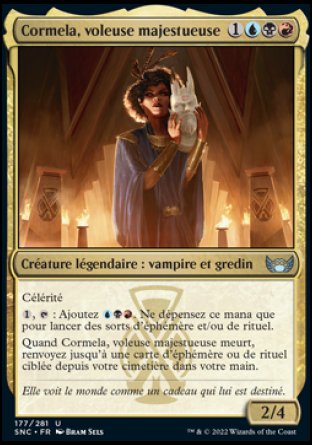 Cormela, voleuse majestueuse 1
Créature légendaire : vampire et gredin
Célérité
1, : Ajoutez . Ne dépensez ce mana que
pour lancer des sorts d'éphémère et/ou de rituel.
Quand Cormela, voleuse majestueuse meurt,
renvoyez jusqu'à une carte d'éphémère ou de rituel
ciblée depuis votre cimetière dans votre main.
Elle voit le monde comme un cadeau qui lui est destiné.
2/4
177/281 U
SNC • FR Bram Sels
™ & © 2022 Wizards of the Coast